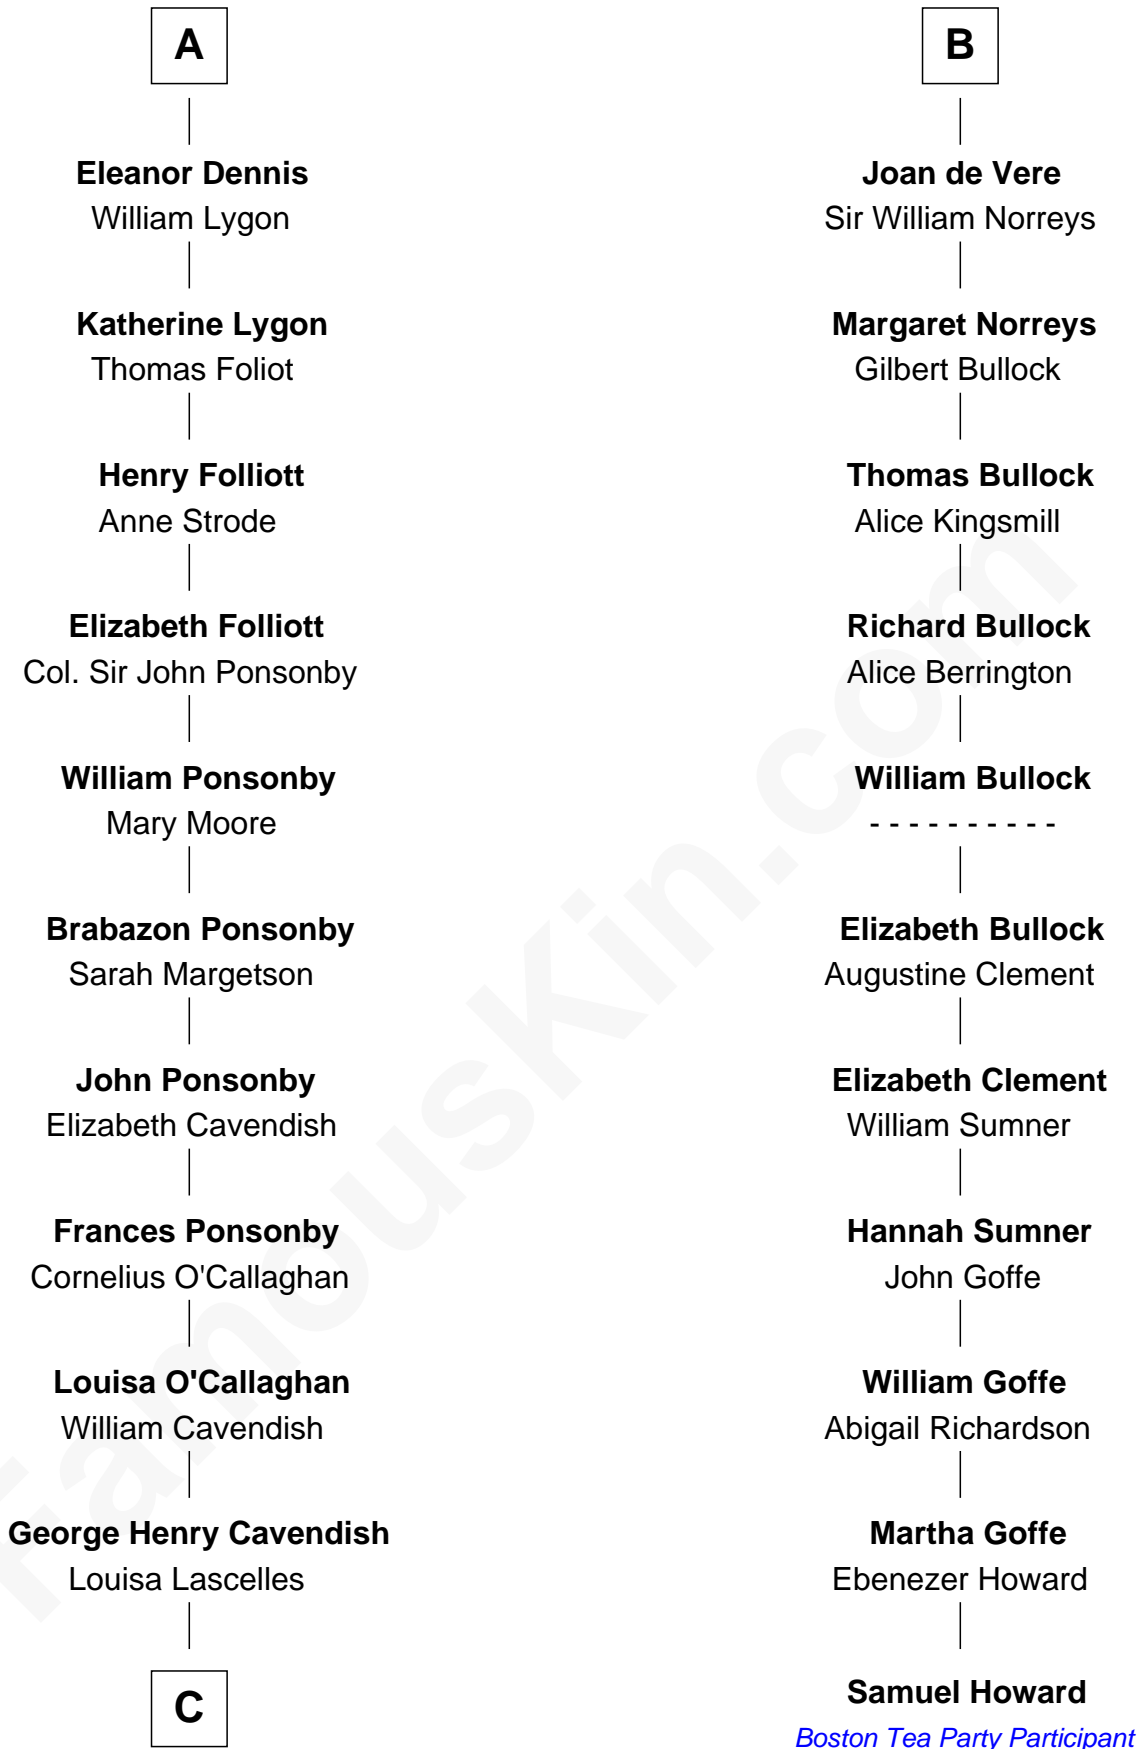 A
Eleanor Dennis
William Lygon
Katherine Lygon
Thomas Foliot
Henry Folliott
Anne Strode
Elizabeth Folliott
Col. Sir John Ponsonby
William Ponsonby
Mary Moore
Brabazon Ponsonby
Sarah Margetson
John Ponsonby
Elizabeth Cavendish
Frances Ponsonby
Cornelius O'Callaghan
Louisa O'Callaghan
William Cavendish
George Henry Cavendish
Louisa Lascelles
C
B
Joan de Vere
Sir William Norreys
Margaret Norreys
Gilbert Bullock
Thomas Bullock
Alice Kingsmill
Richard Bullock
Alice Berrington
William Bullock
- - - - - - - - - -
Elizabeth Bullock
Augustine Clement
Elizabeth Clement
William Sumner
Hannah Sumner
John Goffe
William Goffe
Abigail Richardson
Martha Goffe
Ebenezer Howard
Samuel Howard
Boston Tea Party Participant
FamousKin.com